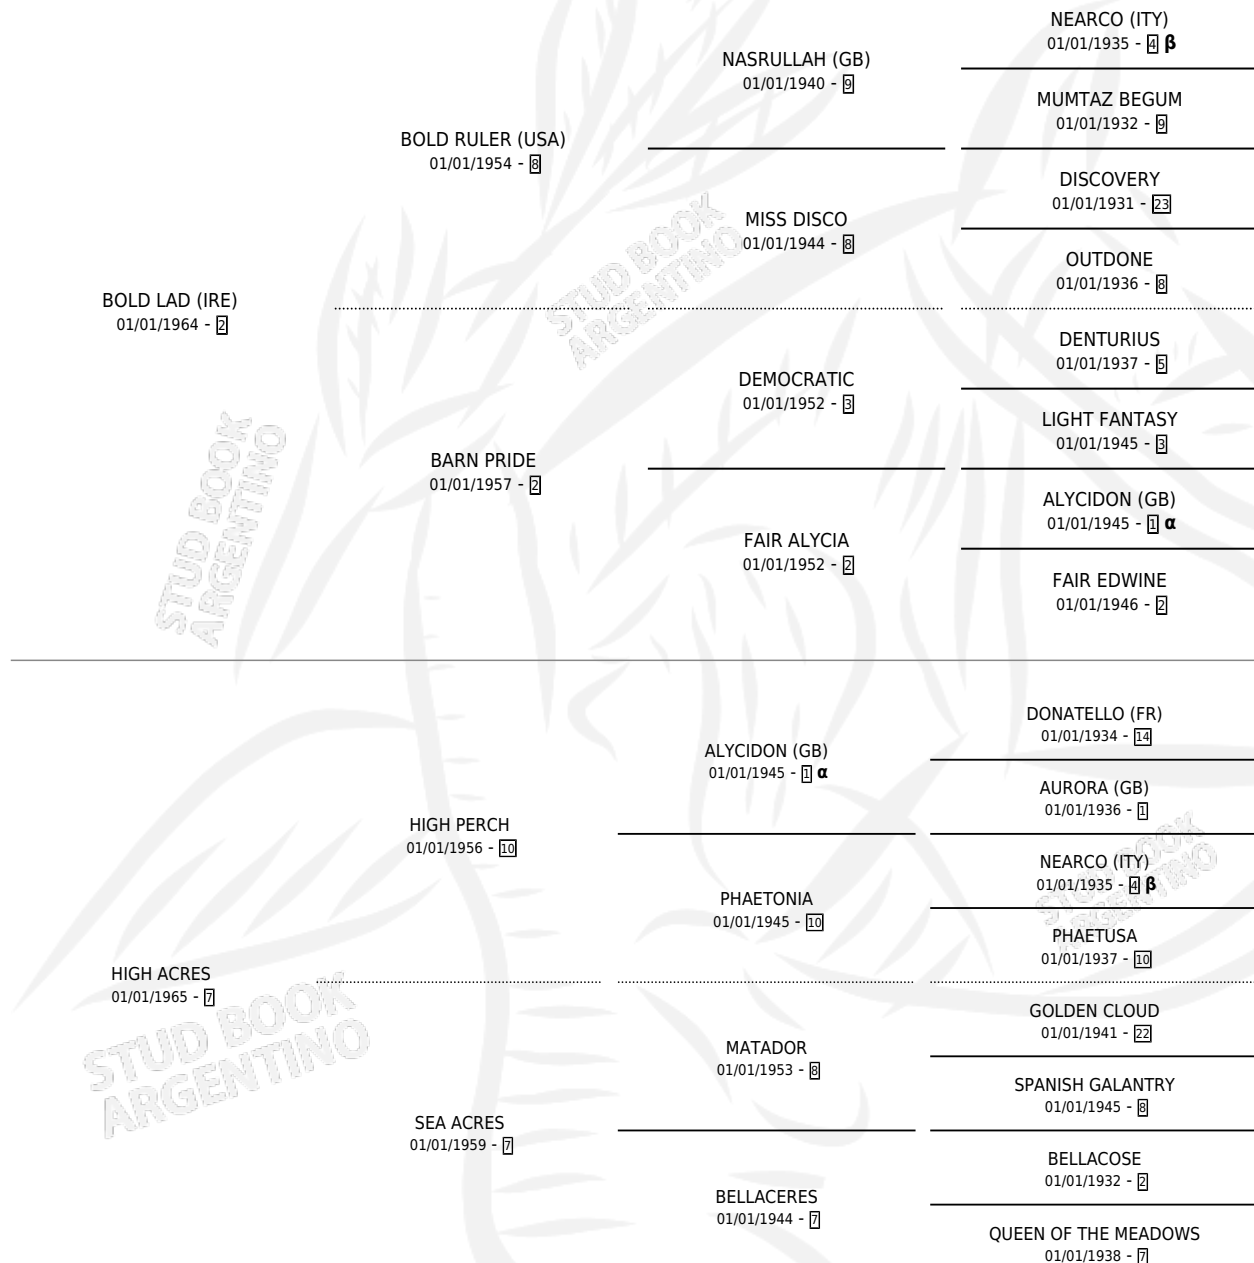 NEARCO (ITY)
01/01/1935 - 4 β
NASRULLAH (GB)
01/01/1940 - 9
MUMTAZ BEGUM
01/01/1932 - 9
BOLD RULER (USA)
01/01/1954 - 8
DISCOVERY
01/01/1931 - 23
MISS DISCO
01/01/1944 - 8
OUTDONE
01/01/1936 - 8
BOLD LAD (IRE)
01/01/1964 - 2
DENTURIUS
01/01/1937 - 5
DEMOCRATIC
01/01/1952 - 3
LIGHT FANTASY
01/01/1945 - 3
BARN PRIDE
01/01/1957 - 2
ALYCIDON (GB)
01/01/1945 - 1 α
FAIR ALYCIA
01/01/1952 - 2
FAIR EDWINE
01/01/1946 - 2
DONATELLO (FR)
01/01/1934 - 14
ALYCIDON (GB)
01/01/1945 - 1 α
AURORA (GB)
01/01/1936 - 1
HIGH PERCH
01/01/1956 - 10
NEARCO (ITY)
01/01/1935 - 4 β
PHAETONIA
01/01/1945 - 10
PHAETUSA
01/01/1937 - 10
HIGH ACRES
01/01/1965 - 7
GOLDEN CLOUD
01/01/1941 - 22
MATADOR
01/01/1953 - 8
SPANISH GALANTRY
01/01/1945 - 8
SEA ACRES
01/01/1959 - 7
BELLACOSE
01/01/1932 - 2
BELLACERES
01/01/1944 - 7
QUEEN OF THE MEADOWS
01/01/1938 - 7
STUD BOOK
ARGENTINO
STUD BOOK
ARGENTINO
STUD BOOK
ARGENTINO
STUD BOOK
ARGENTINO